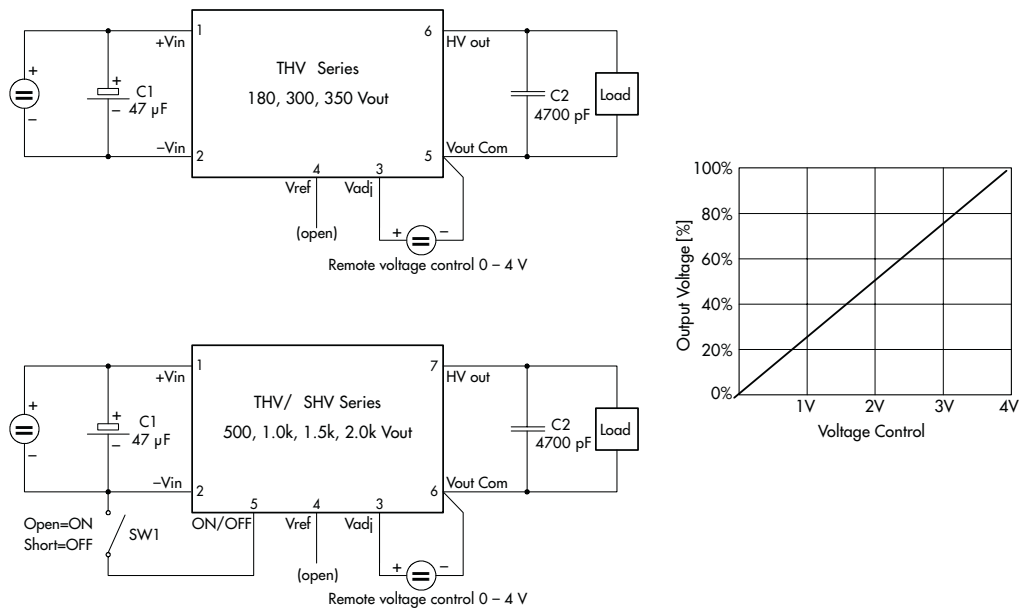 1
+Vin
+
–
+
C1
47 µF
–
–Vin
2
THV Series
180, 300, 350 Vout
6
HV out
C2
4700 pF
Load
5
Vout Com
4
3
Vref
Vadj
(open)
+
–
Remote voltage control 0 – 4 V
1
+Vin
+
–
+
C1
47 µF
–
–Vin
2
THV/ SHV Series
500, 1.0k, 1.5k, 2.0k Vout
7
HV out
C2
4700 pF
Load
6
Vout Com
5
4
3
ON/OFF
Vref
Vadj
Open=ON
Short=OFF
SW1
(open)
+
–
Remote voltage control 0 – 4 V
Output Voltage [%]
100%
80%
60%
40%
20%
0%
1V
2V
3V
4V
Voltage Control